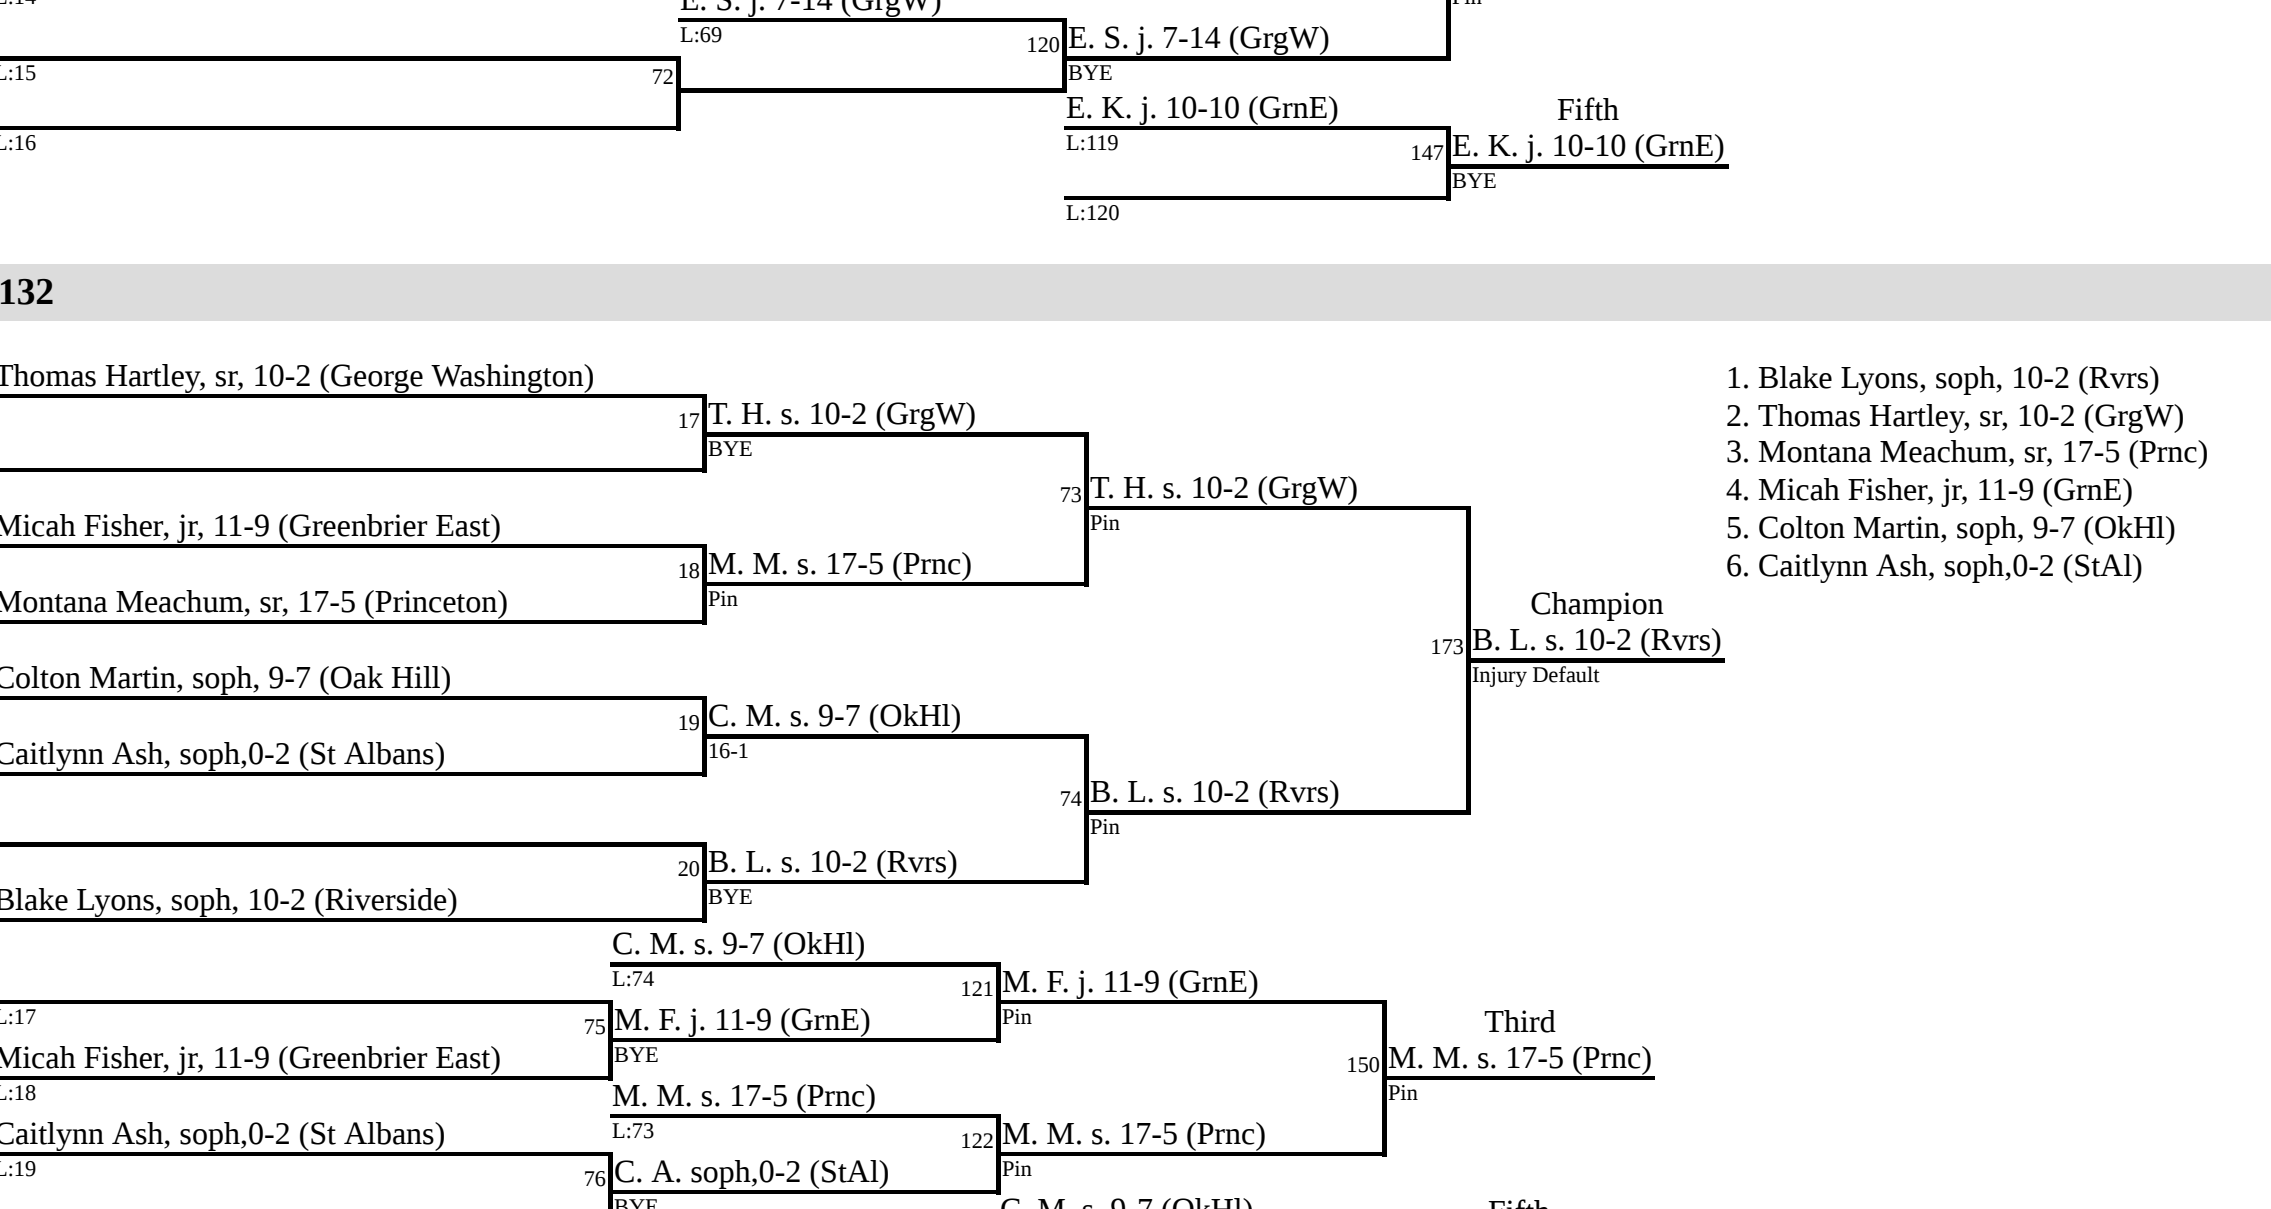 E. S. j. 7-14 (GrgW)
L:69
120
E. S. j. 7-14 (GrgW)
L:15
72
BYE
E. K. j. 10-10 (GrnE)
Fifth
L:16
L:119
147
E. K. j. 10-10 (GrnE)
BYE
L:120
132
Thomas Hartley, sr, 10-2 (George Washington)
17
T. H. s. 10-2 (GrgW)
BYE
Micah Fisher, jr, 11-9 (Greenbrier East)
73
T. H. s. 10-2 (GrgW)
Pin
18
M. M. s. 17-5 (Prnc)
Pin
Montana Meachum, sr, 17-5 (Princeton)
1. Blake Lyons, soph, 10-2 (Rvrs)
2. Thomas Hartley, sr, 10-2 (GrgW)
3. Montana Meachum, sr, 17-5 (Prnc)
4. Micah Fisher, jr, 11-9 (GrnE)
5. Colton Martin, soph, 9-7 (OkHl)
6. Caitlynn Ash, soph,0-2 (StAl)
Champion
173
B. L. s. 10-2 (Rvrs)
Injury Default
Colton Martin, soph, 9-7 (Oak Hill)
19
C. M. s. 9-7 (OkHl)
16-1
Caitlynn Ash, soph,0-2 (St Albans)
74
B. L. s. 10-2 (Rvrs)
Pin
20
B. L. s. 10-2 (Rvrs)
BYE
Blake Lyons, soph, 10-2 (Riverside)
C. M. s. 9-7 (OkHl)
L:74
121
M. F. j. 11-9 (GrnE)
Pin
L:17
75
M. F. j. 11-9 (GrnE)
BYE
Micah Fisher, jr, 11-9 (Greenbrier East)
L:18
Third
150
M. M. s. 17-5 (Prnc)
Pin
M. M. s. 17-5 (Prnc)
L:73
122
M. M. s. 17-5 (Prnc)
Pin
Caitlynn Ash, soph,0-2 (St Albans)
L:19
76
C. A. soph,0-2 (StAl)
BYE
C. M. s. 9-7 (OkHl)
Fifth